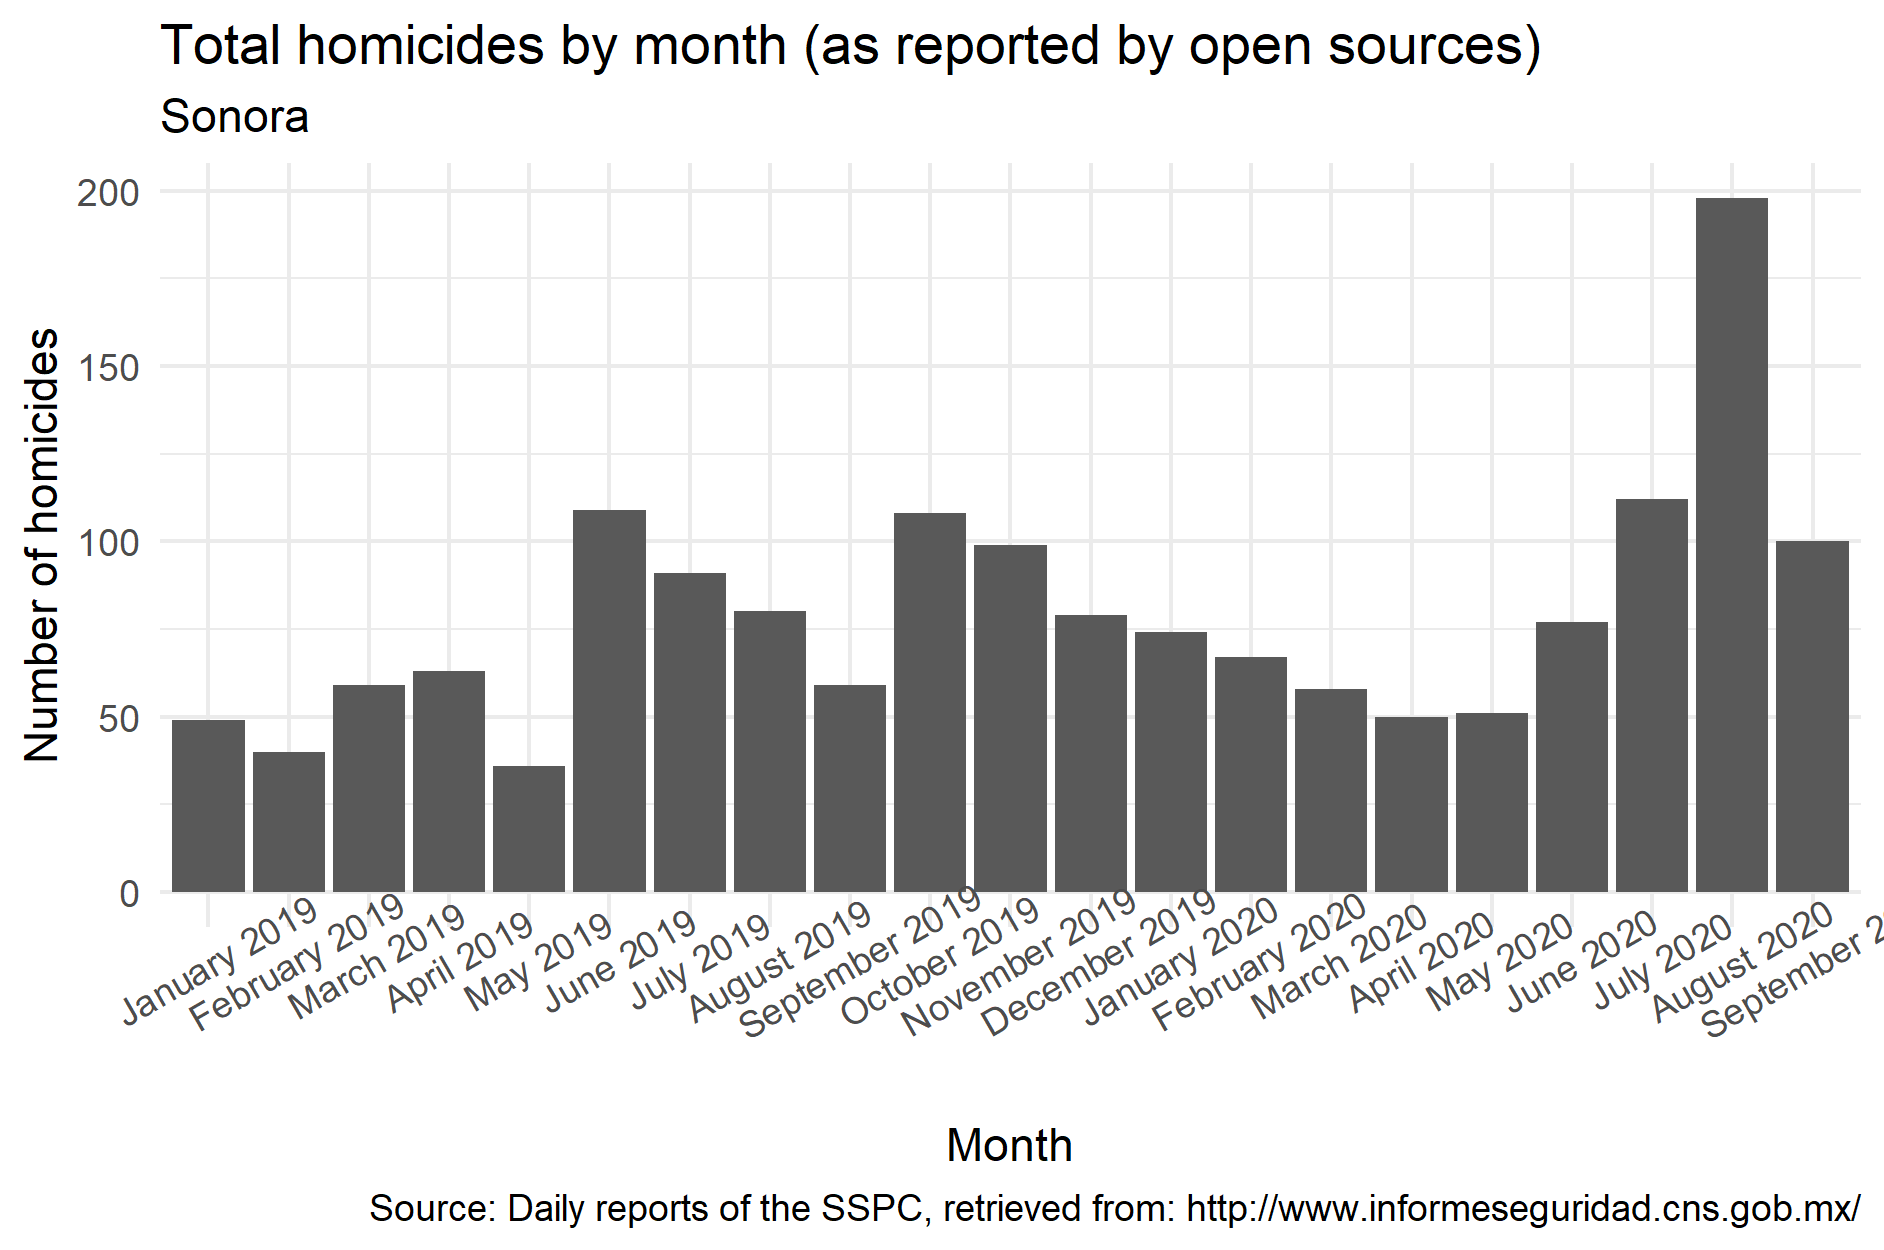 Total homicides by month (as reported by open sources)
Sonora
Number of homicides
200
150
100
50
0
January 2019
February 2019
March 2019
April 2019
May 2019
June 2019
July 2019
August 2019
September 2019
October 2019
November 2019
December 2019
January 2020
February 2020
March 2020
April 2020
May 2020
June 2020
July 2020
August 2020
September 2
Month
Source: Daily reports of the SSPC, retrieved from: http://www.informeseguridad.cns.gob.mx/